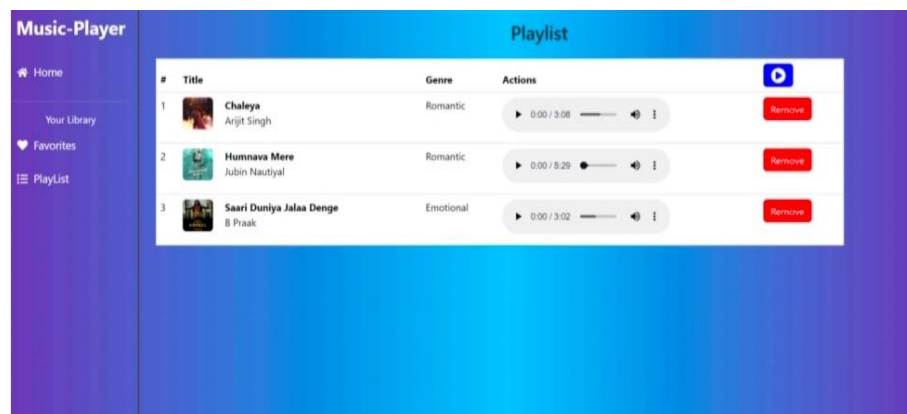 Music-Player
Playlist
Home
Your Library
Favorites
PlayList
# Title Genre Actions
1 Chaleya Romantic 0:00 / 3:08 Remove
Arijit Singh
2 Humnava Mere Romantic 0:00 / 5:29 Remove
Jubin Nautiyal
3 Saari Duniya Jalaa Denge Emotional 0:00 / 3:02 Remove
B Praak